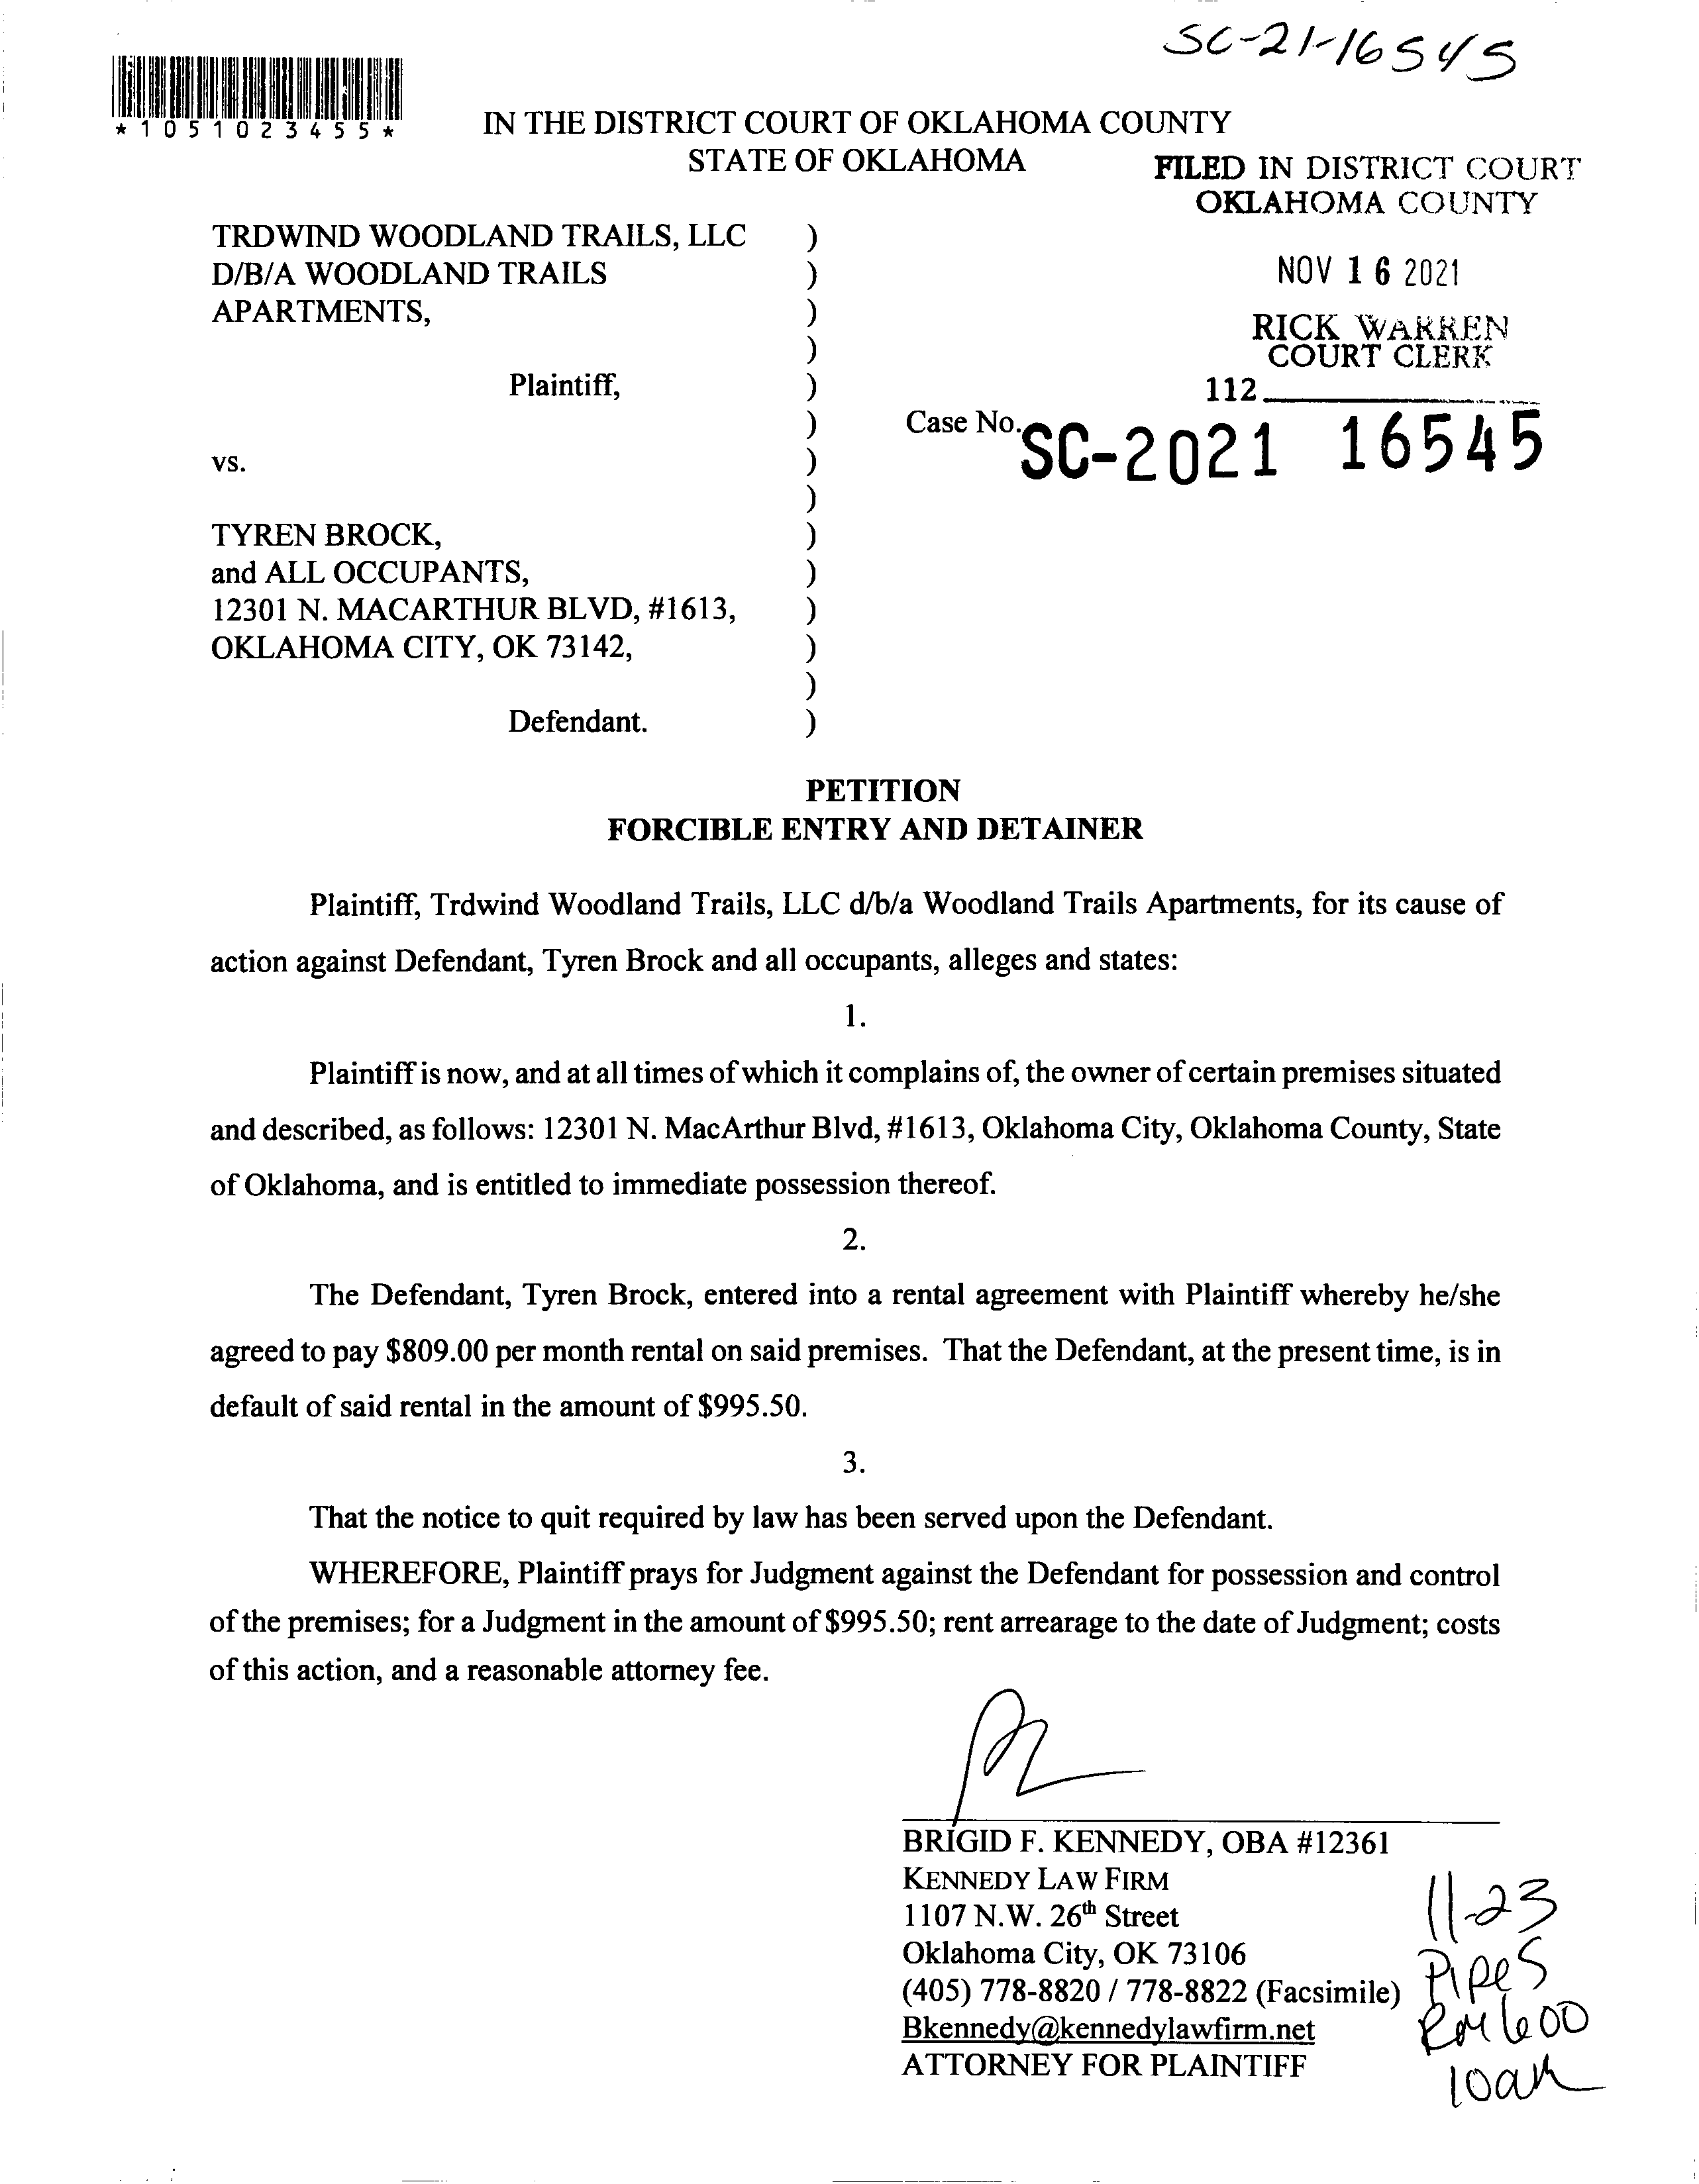 SC-21-16545
*1051023455*
IN THE DISTRICT COURT OF OKLAHOMA COUNTY
STATE OF OKLAHOMA
FILED IN DISTRICT COURT
OKLAHOMA COUNTY
NOV 16 2021
RICK WARREN
COURT CLERK
112
TRDWIND WOODLAND TRAILS, LLC )
D/B/A WOODLAND TRAILS )
APARTMENTS, )
)
Plaintiff, )
) Case No. SC-2021 16545
vs. )
)
TYREN BROCK, )
and ALL OCCUPANTS, )
12301 N. MACARTHUR BLVD, #1613, )
OKLAHOMA CITY, OK 73142, )
)
Defendant. )
PETITION
FORCIBLE ENTRY AND DETAINER
Plaintiff, Trdwind Woodland Trails, LLC d/b/a Woodland Trails Apartments, for its cause of
action against Defendant, Tyren Brock and all occupants, alleges and states:
1.
Plaintiff is now, and at all times of which it complains of, the owner of certain premises situated
and described, as follows: 12301 N. MacArthur Blvd, #1613, Oklahoma City, Oklahoma County, State
of Oklahoma, and is entitled to immediate possession thereof.
2.
The Defendant, Tyren Brock, entered into a rental agreement with Plaintiff whereby he/she
agreed to pay $809.00 per month rental on said premises. That the Defendant, at the present time, is in
default of said rental in the amount of $995.50.
3.
That the notice to quit required by law has been served upon the Defendant.
WHEREFORE, Plaintiff prays for Judgment against the Defendant for possession and control
of the premises; for a Judgment in the amount of $995.50; rent arrearage to the date of Judgment; costs
of this action, and a reasonable attorney fee.
BRIGID F. KENNEDY, OBA #12361
KENNEDY LAW FIRM
1107 N.W. 26th Street
Oklahoma City, OK 73106
(405) 778-8820 / 778-8822 (Facsimile)
Bkennedy@kennedylawfirm.net
ATTORNEY FOR PLAINTIFF
11-23
Pipes
Rm 600
10am